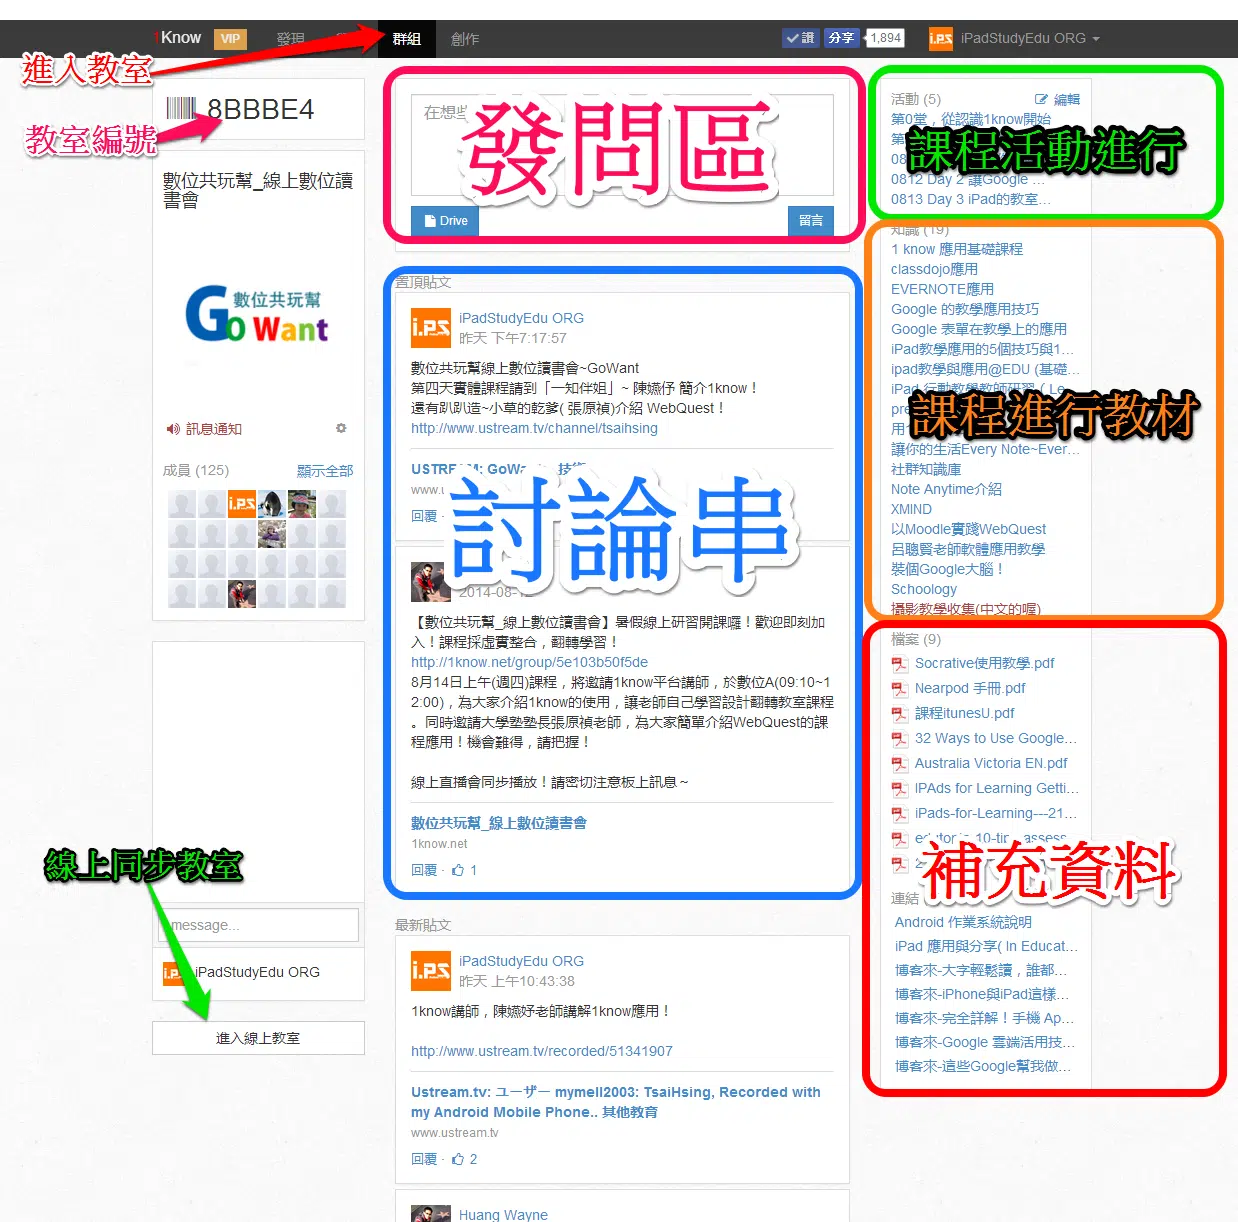 1Know VIP 發現 群組 創作 讚 分享 1,894 i.PS iPadStudyEdu ORG
進入教室
8BBBE4
教室編號
數位共玩幫_線上數位讀
書會
數位共玩幫
Go Want
訊息通知
成員 (125) 顯示全部
i.PS
線上同步教室
message...
i.PS iPadStudyEdu ORG
進入線上教室
在想些
發問區
Drive 留言
置頂貼文
i.PS iPadStudyEdu ORG
昨天 下午7:17:57
數位共玩幫線上數位讀書會~GoWant
第四天實體課程請到「一知伴姐」~ 陳嬿伃 簡介1know！
還有趴趴造~小草的乾爹( 張原禎)介紹 WebQuest！
http://www.ustream.tv/channel/tsaihsing
USTREAM: GoWa
www.u
回覆 ·
討論串
2014-08-1
【數位共玩幫_線上數位讀書會】暑假線上研習開課囉！歡迎即刻加
入！課程採虛實整合，翻轉學習！
http://1know.net/group/5e103b50f5de
8月14日上午(週四)課程，將邀請1know平台講師，於數位A(09:10~1
2:00)，為大家介紹1know的使用，讓老師自己學習設計翻轉教室課程
。同時邀請大學塾塾長張原禎老師，為大家簡單介紹WebQuest的課
程應用！機會難得，請把握！
線上直播會同步播放！請密切注意板上訊息～
數位共玩幫_線上數位讀書會
1know.net
回覆 · 1
最新貼文
i.PS iPadStudyEdu ORG
昨天 上午10:43:38
1know講師，陳嬿妤老師講解1know應用！
http://www.ustream.tv/recorded/51341907
Ustream.tv: ユーザー mymell2003: TsaiHsing, Recorded with
my Android Mobile Phone.. 其他教育
www.ustream.tv
回覆 · 2
Huang Wayne
活動 (5) 編輯
第0堂，從認識1know開始
第
08
課程活動進行
0812 Day 2 讓Google ...
0813 Day 3 iPad的教室...
知識 (19)
1 know 應用基礎課程
classdojo應用
EVERNOTE應用
Google 的教學應用技巧
Google 表單在教學上的應用
iPad教學應用的5個技巧與1...
ipad教學與應用@EDU (基礎...
iPad 行動教學教師研習 ( Le
pre
用
課程進行教材
讓你的生活Every Note~Ever...
社群知識庫
Note Anytime介紹
XMIND
以Moodle實踐WebQuest
呂聰賢老師軟體應用教學
裝個Google大腦！
Schoology
攝影教學收集(中文的喔)
檔案 (9)
Socrative使用教學.pdf
Nearpod 手冊.pdf
課程itunesU.pdf
32 Ways to Use Google...
Australia Victoria EN.pdf
IPAds for Learning Getti...
iPads-for-Learning---21...
補充資料
連結
Android 作業系統說明
iPad 應用與分享( In Educat...
博客來-大字輕鬆讀，誰都...
博客來-iPhone與iPad這樣...
博客來-完全詳解！手機 Ap...
博客來-Google 雲端活用技...
博客來-這些Google幫我做...